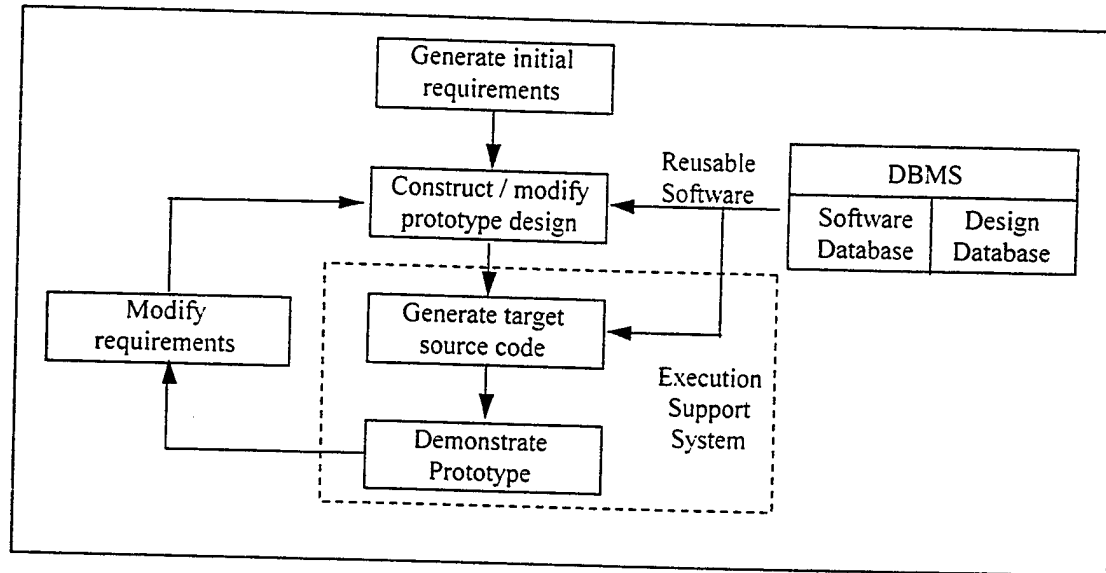 Generate initial
requirements
Construct / modify
prototype design
Reusable
Software
DBMS
Software
Database
Design
Database
Modify
requirements
Generate target
source code
Execution
Support
System
Demonstrate
Prototype